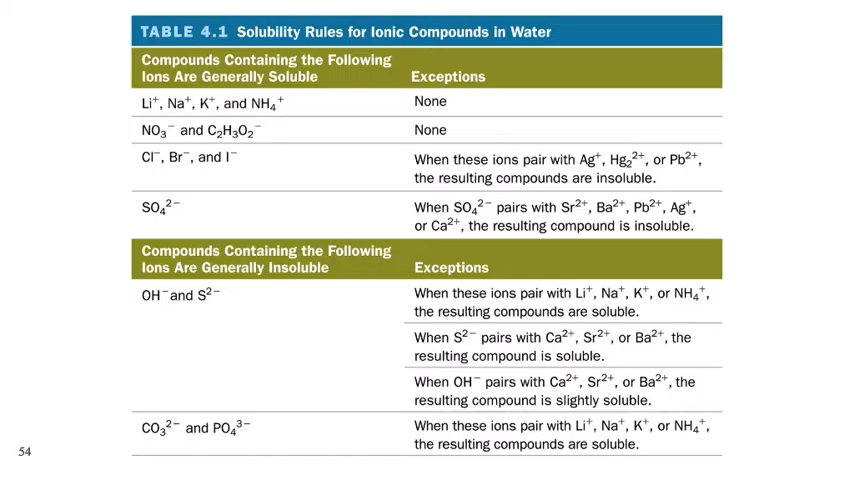 TABLE 4.1 Solubility Rules for Ionic Compounds in Water
Compounds Containing the Following
Ions Are Generally Soluble
Exceptions
Li⁺, Na⁺, K⁺, and NH₄⁺
None
NO₃⁻ and C₂H₃O₂⁻
None
Cl⁻, Br⁻, and I⁻
When these ions pair with Ag⁺, Hg₂²⁺, or Pb²⁺,
the resulting compounds are insoluble.
SO₄²⁻
When SO₄²⁻ pairs with Sr²⁺, Ba²⁺, Pb²⁺, Ag⁺,
or Ca²⁺, the resulting compound is insoluble.
Compounds Containing the Following
Ions Are Generally Insoluble
Exceptions
OH⁻ and S²⁻
When these ions pair with Li⁺, Na⁺, K⁺, or NH₄⁺,
the resulting compounds are soluble.
When S²⁻ pairs with Ca²⁺, Sr²⁺, or Ba²⁺, the
resulting compound is soluble.
When OH⁻ pairs with Ca²⁺, Sr²⁺, or Ba²⁺, the
resulting compound is slightly soluble.
CO₃²⁻ and PO₄³⁻
When these ions pair with Li⁺, Na⁺, K⁺, or NH₄⁺,
the resulting compounds are soluble.
54